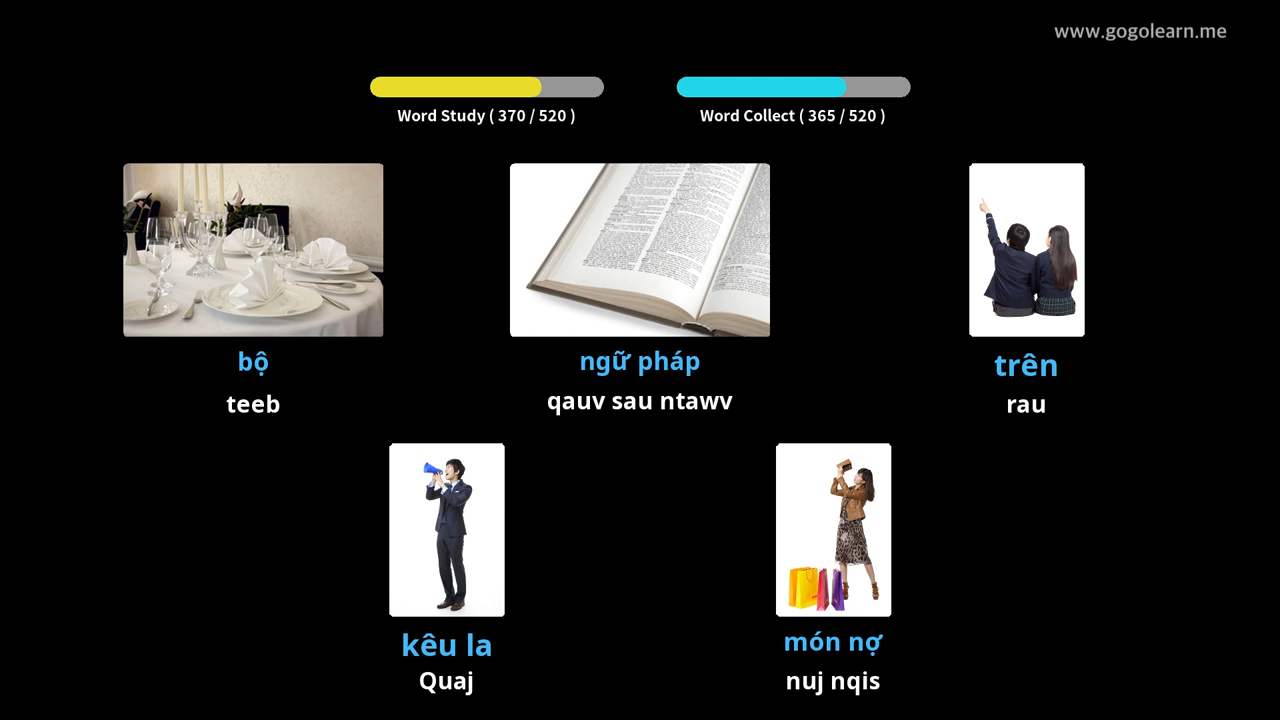 www.gogolearn.me
Word Study ( 370 / 520 )
Word Collect ( 365 / 520 )
bộ
teeb
ngữ pháp
qauv sau ntawv
trên
rau
kêu la
Quaj
món nợ
nuj nqis